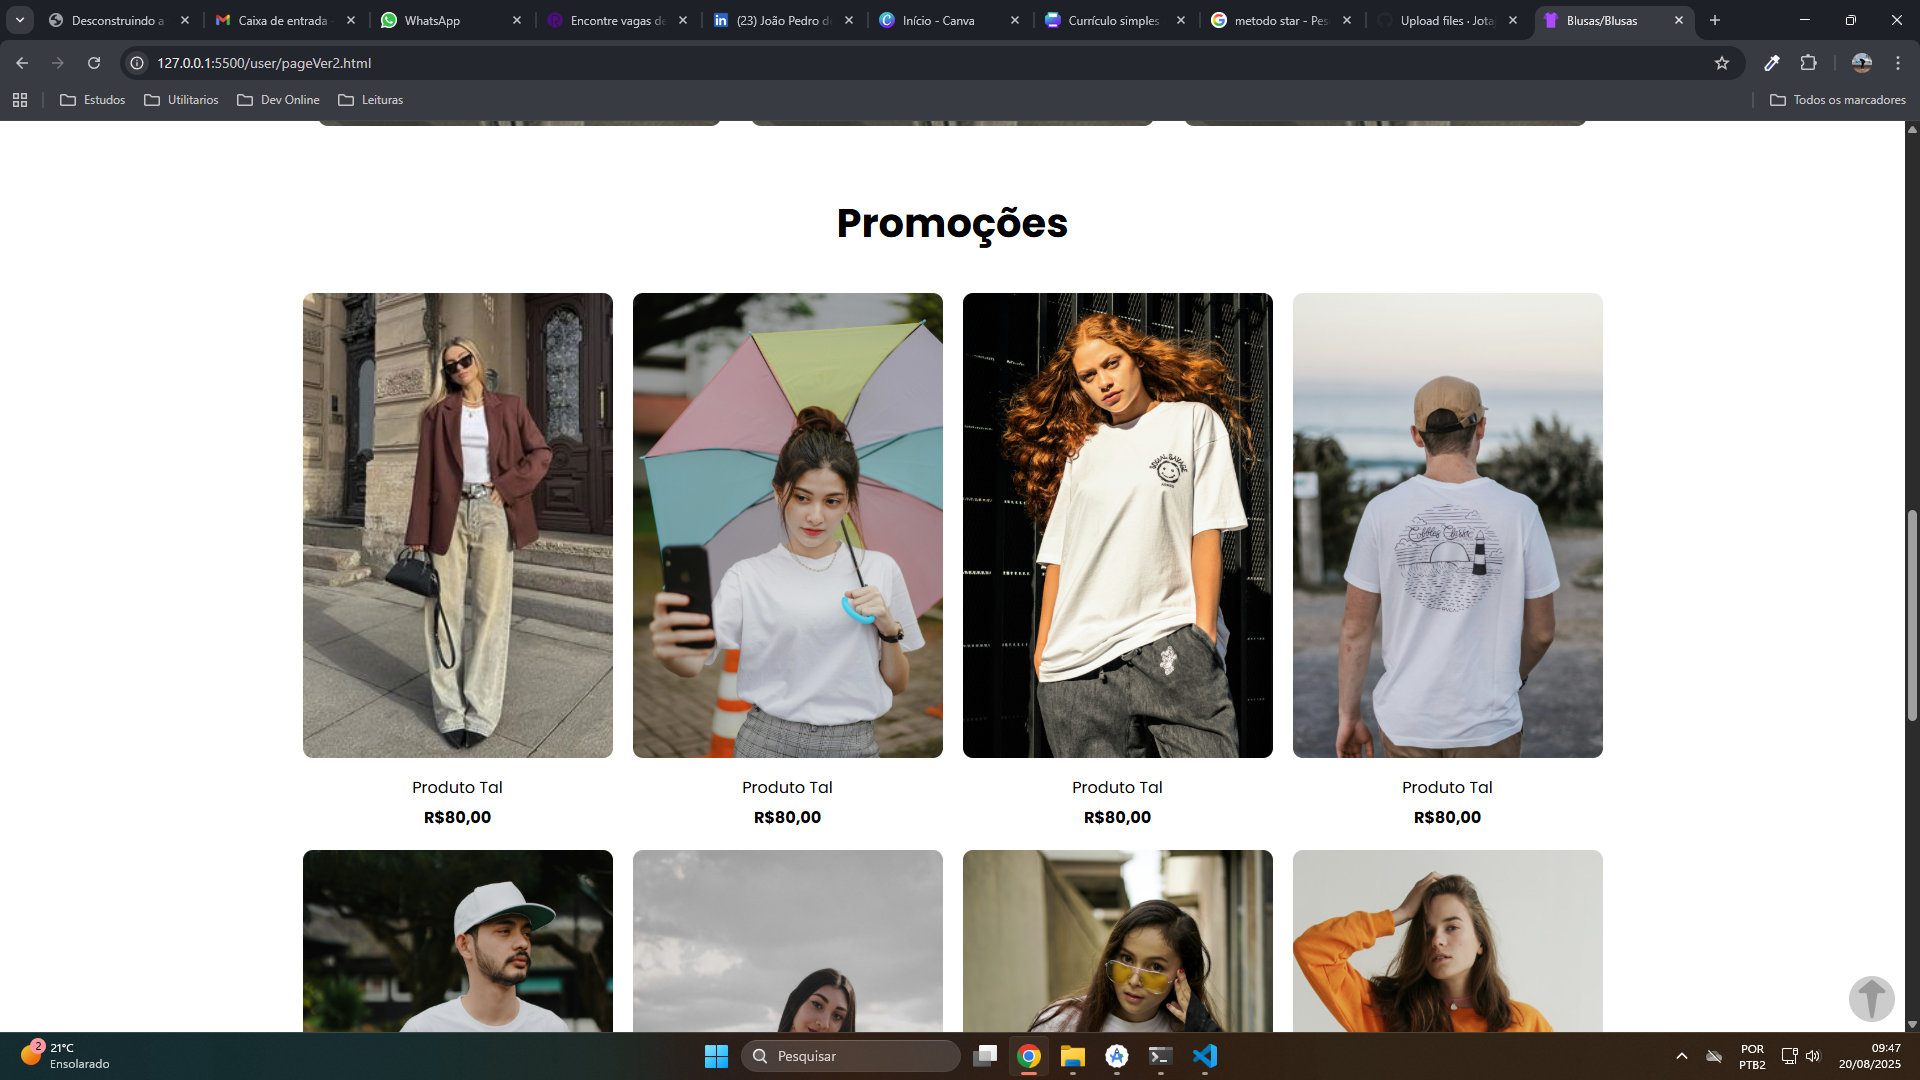 Desconstruindo a
Caixa de entrada
WhatsApp
Encontre vagas de
(23) João Pedro d
Início - Canva
Currículo simples
metodo star - Pes
Upload files · Jota
Blusas/Blusas
127.0.0.1:5500/user/pageVer2.html
Estudos
Utilitarios
Dev Online
Leituras
Todos os marcadores
Promoções
Produto Tal
Produto Tal
Produto Tal
Produto Tal
R$80,00
R$80,00
R$80,00
R$80,00
2
21°C
Ensolarado
Pesquisar
POR
PTB2
09:47
20/08/2025